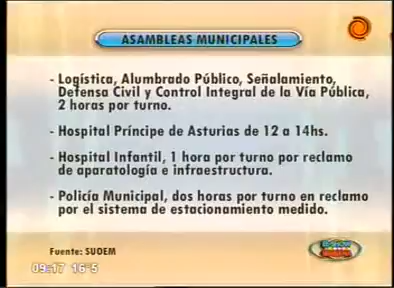 ASAMBLEAS MUNICIPALES
- Logística, Alumbrado Público, Señalamiento,
Defensa Civil y Control Integral de la Vía Pública,
2 horas por turno.
- Hospital Príncipe de Asturias de 12 a 14hs.
- Hospital Infantil, 1 hora por turno por reclamo
de aparatología e infraestructura.
- Policía Municipal, dos horas por turno en reclamo
por el sistema de estacionamiento medido.
Fuente: SUOEM
09:17 16°5